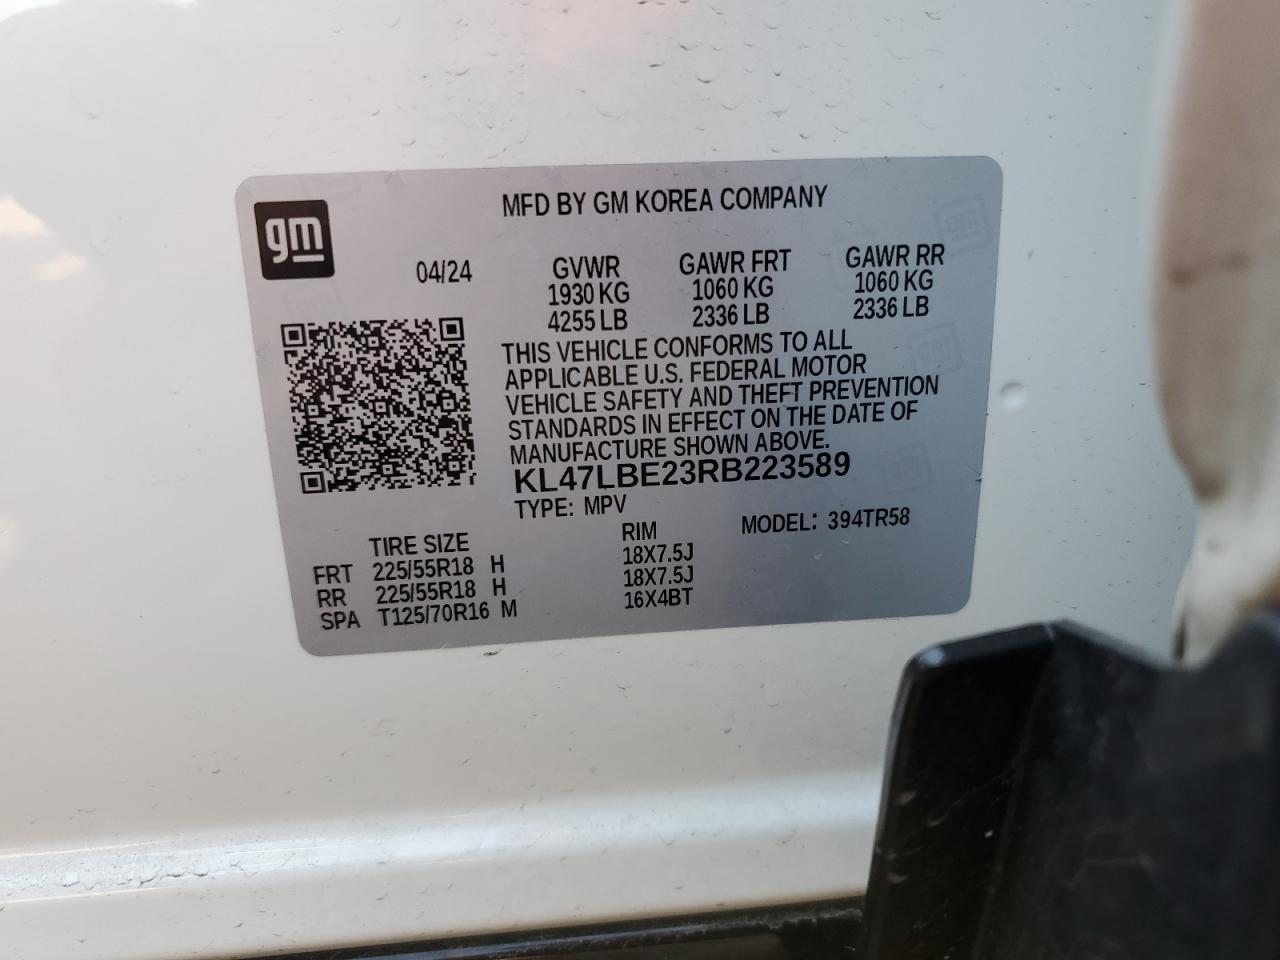 MFD BY GM KOREA COMPANY
gm
04/24
GVWR GAWR FRT GAWR RR
1930 KG 1060 KG 1060 KG
4255 LB 2336 LB 2336 LB
THIS VEHICLE CONFORMS TO ALL
APPLICABLE U.S. FEDERAL MOTOR
VEHICLE SAFETY AND THEFT PREVENTION
STANDARDS IN EFFECT ON THE DATE OF
MANUFACTURE SHOWN ABOVE.
KL47LBE23RB223589
TYPE: MPV MODEL: 394TR58
TIRE SIZE RIM
FRT 225/55R18 H 18X7.5J
RR 225/55R18 H 18X7.5J
SPA T125/70R16 M 16X4BT